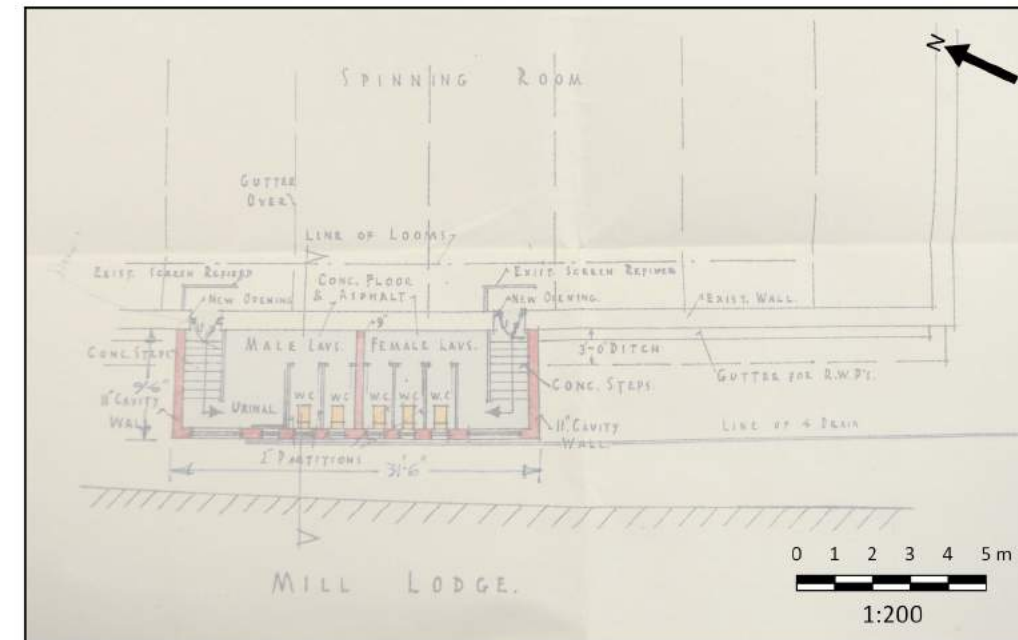 N
SPINNING ROOM
GUTTER
OVER
LINE OF LOOMS
EXIST. SCREEN REFIXED
CONC. FLOOR
& ASPHALT
EXIST. SCREEN REFIXED
NEW OPENING
NEW OPENING.
EXIST. WALL
9"
MALE LAVS.
FEMALE LAVS.
3'-0" DITCH
CONC. STEPS
9'-6"
CONC. STEPS
GUTTER FOR R.W.P's.
11" CAVITY
WALL
URINAL
W.C
W.C
W.C
W.C
W.C
11" CAVITY
WALL
LINE OF 4 DRAIN
2" PARTITIONS
31'-6"
MILL LODGE.
0 1 2 3 4 5 m
1:200